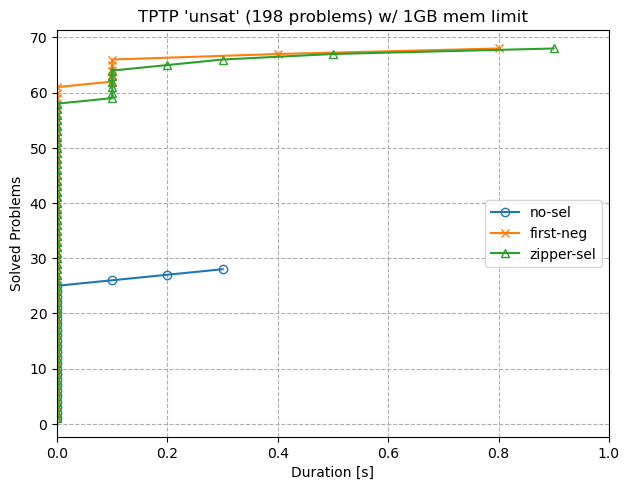 TPTP 'unsat' (198 problems) w/ 1GB mem limit
70
60
50
40
30
20
10
0
Solved Problems
no-sel
first-neg
zipper-sel
0.0 0.2 0.4 0.6 0.8 1.0
Duration [s]